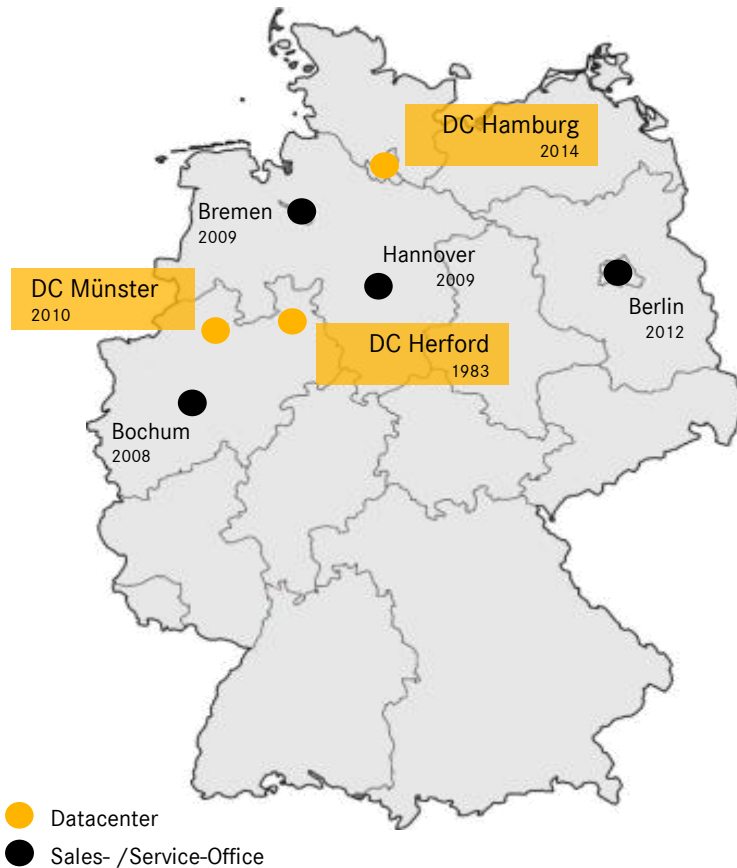 DC Hamburg
2014
Bremen
2009
Hannover
2009
DC Münster
2010
Berlin
2012
DC Herford
1983
Bochum
2008
Datacenter
Sales- /Service-Office